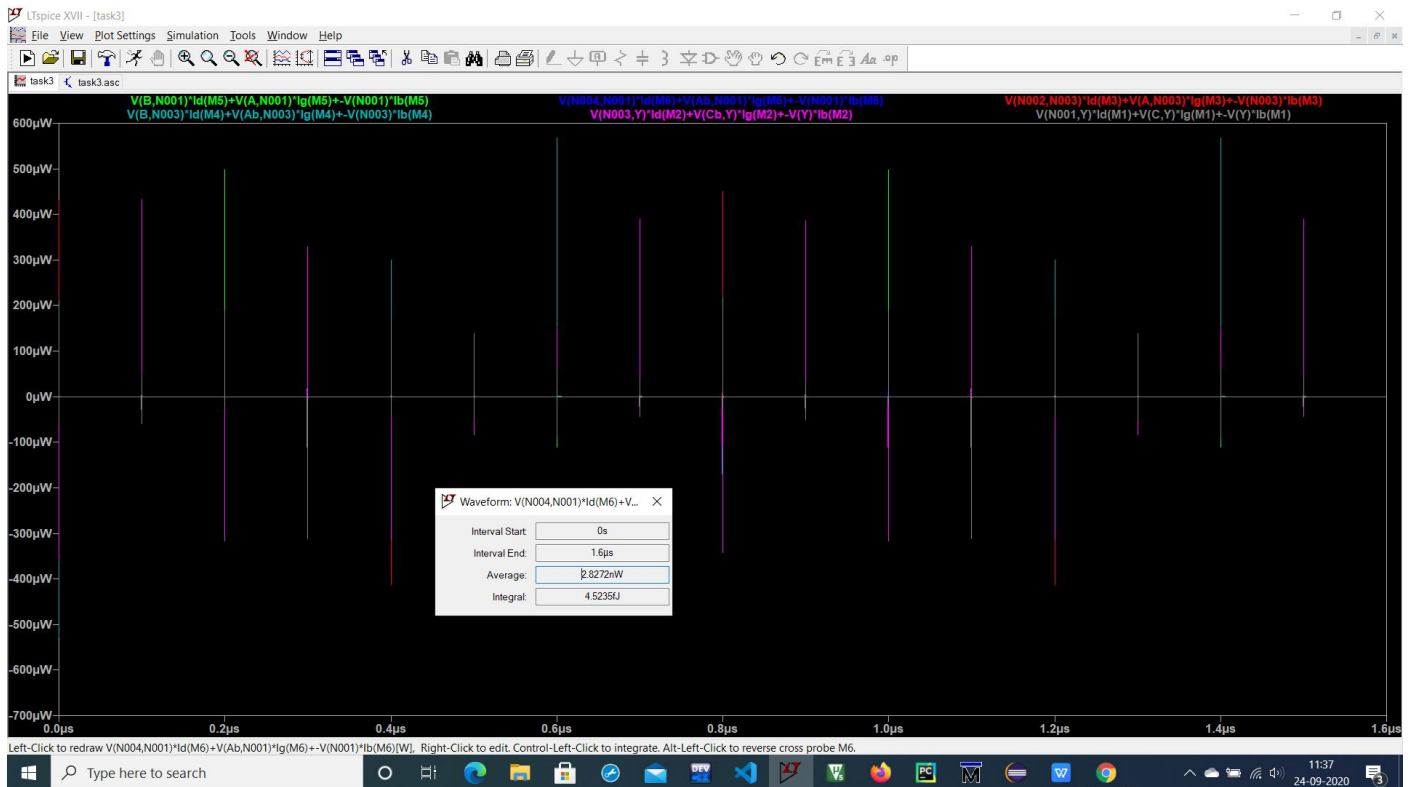 LTspice XVII - [task3]
File View Plot Settings Simulation Tools Window Help
task3 task3.asc
V(B,N001)*Id(M5)+V(A,N001)*Ig(M5)+-V(N001)*Ib(M5) V(N004,N001)*Id(M6)+V(Ab,N001)*Ig(M6)+-V(N001)*Ib(M6) V(N002,N003)*Id(M3)+V(A,N003)*Ig(M3)+-V(N003)*Ib(M3)
V(B,N003)*Id(M4)+V(Ab,N003)*Ig(M4)+-V(N003)*Ib(M4) V(N003,Y)*Id(M2)+V(Cb,Y)*Ig(M2)+-V(Y)*Ib(M2) V(N001,Y)*Id(M1)+V(C,Y)*Ig(M1)+-V(Y)*Ib(M1)
600µW
500µW
400µW
300µW
200µW
100µW
0µW
-100µW
-200µW
-300µW
-400µW
-500µW
-600µW
-700µW
Waveform: V(N004,N001)*Id(M6)+V...
Interval Start: 0s
Interval End: 1.6µs
Average: 2.8272nW
Integral: 4.5235fJ
0.0µs 0.2µs 0.4µs 0.6µs 0.8µs 1.0µs 1.2µs 1.4µs 1.6µs
Left-Click to redraw V(N004,N001)*Id(M6)+V(Ab,N001)*Ig(M6)+-V(N001)*Ib(M6)[W], Right-Click to edit. Control-Left-Click to integrate. Alt-Left-Click to reverse cross probe M6.
Type here to search
11:37
24-09-2020